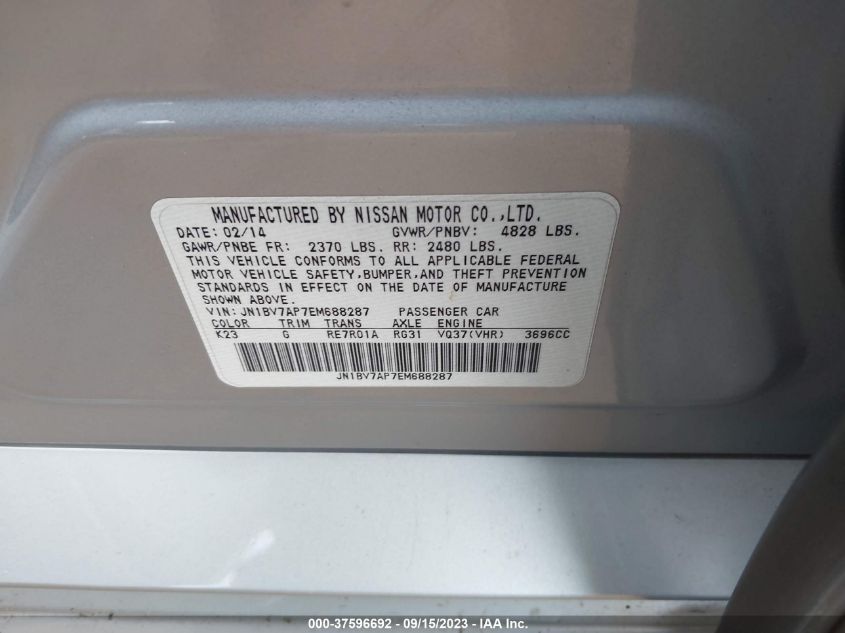 MANUFACTURED BY NISSAN MOTOR CO.,LTD.
DATE: 02/14 GVWR/PNBV: 4828 LBS.
GAWR/PNBE FR: 2370 LBS. RR: 2480 LBS.
THIS VEHICLE CONFORMS TO ALL APPLICABLE FEDERAL
MOTOR VEHICLE SAFETY,BUMPER,AND THEFT PREVENTION
STANDARDS IN EFFECT ON THE DATE OF MANUFACTURE
SHOWN ABOVE.
VIN: JN1BV7AP7EM688287 PASSENGER CAR
COLOR TRIM TRANS AXLE ENGINE
K23 G RE7R01A RG31 VQ37(VHR) 3696CC
JN1BV7AP7EM688287
000-37596692 - 09/15/2023 - IAA Inc.